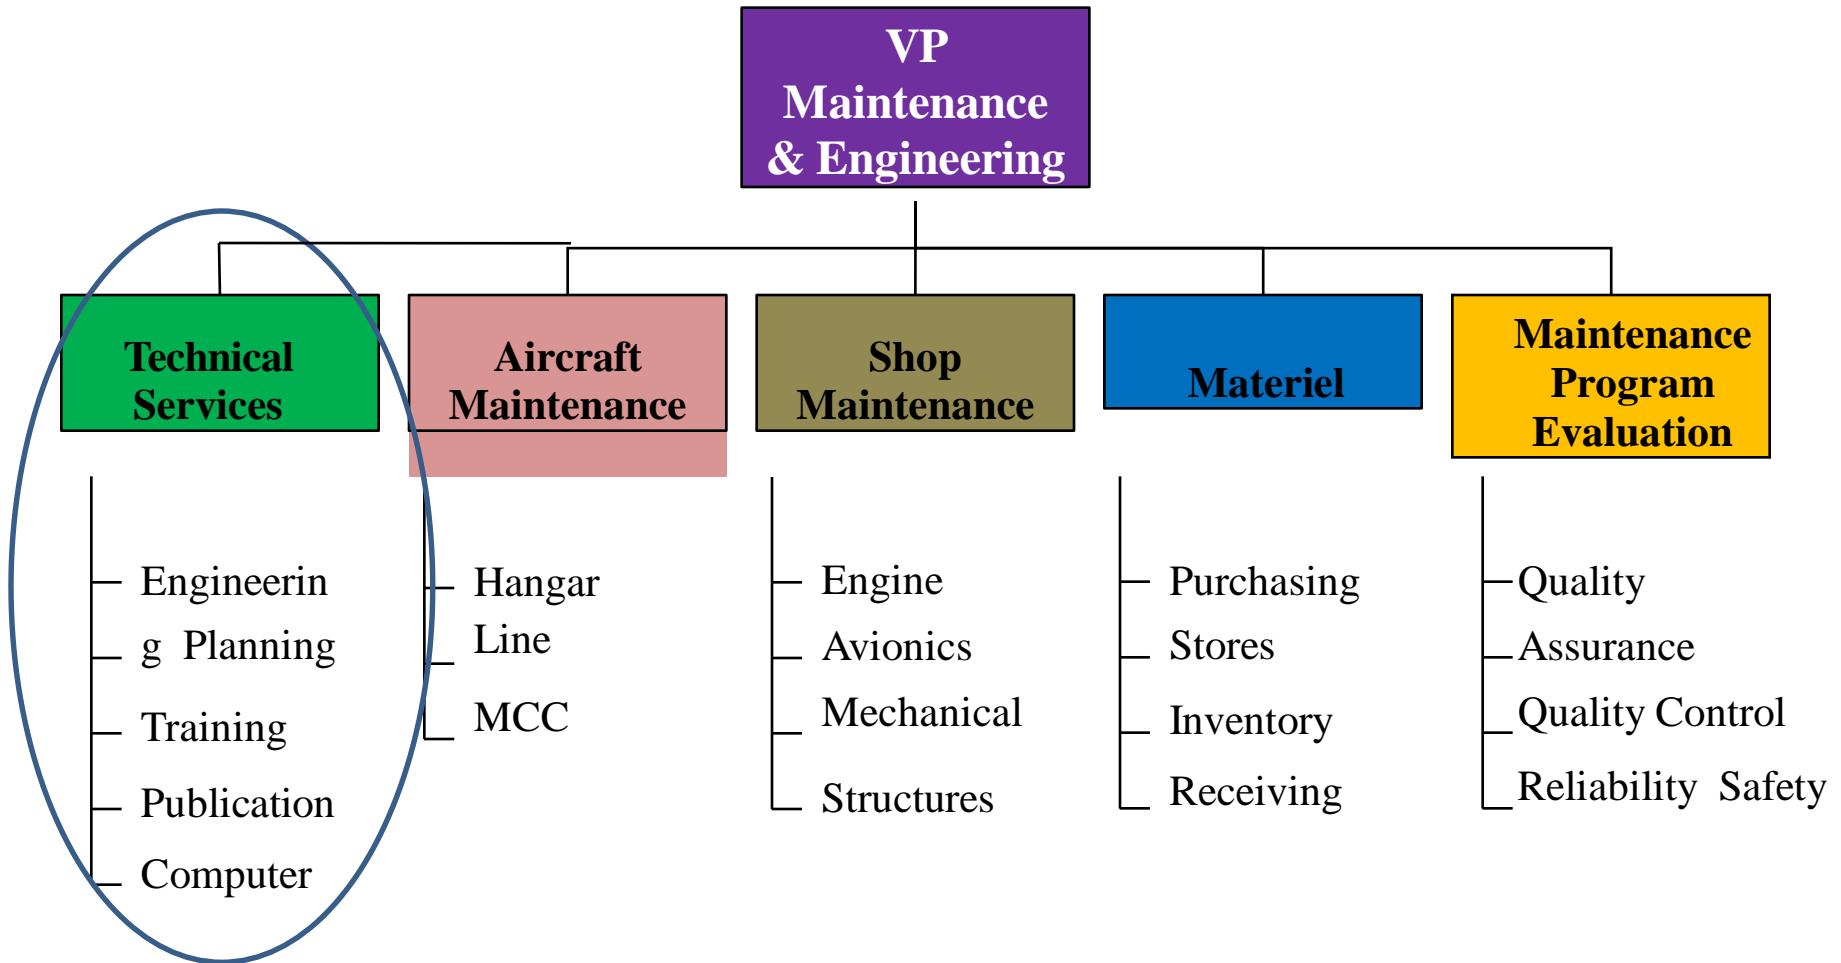 VP
Maintenance
& Engineering
Technical
Services
Aircraft
Maintenance
Shop
Maintenance
Materiel
Maintenance
Program
Evaluation
Engineerin
g Planning
Training
Publication
Computer
Hangar
Line
MCC
Engine
Avionics
Mechanical
Structures
Purchasing
Stores
Inventory
Receiving
Quality
Assurance
Quality Control
Reliability Safety